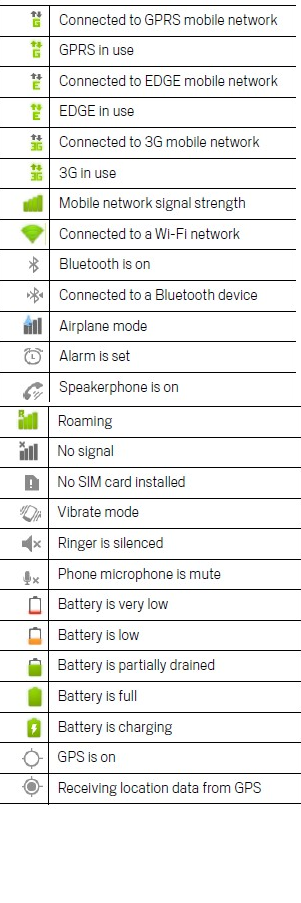 G Connected to GPRS mobile network
G GPRS in use
E Connected to EDGE mobile network
E EDGE in use
3G Connected to 3G mobile network
3G 3G in use
Mobile network signal strength
Connected to a Wi-Fi network
Bluetooth is on
Connected to a Bluetooth device
Airplane mode
Alarm is set
Speakerphone is on
R Roaming
No signal
No SIM card installed
Vibrate mode
Ringer is silenced
Phone microphone is mute
Battery is very low
Battery is low
Battery is partially drained
Battery is full
Battery is charging
GPS is on
Receiving location data from GPS